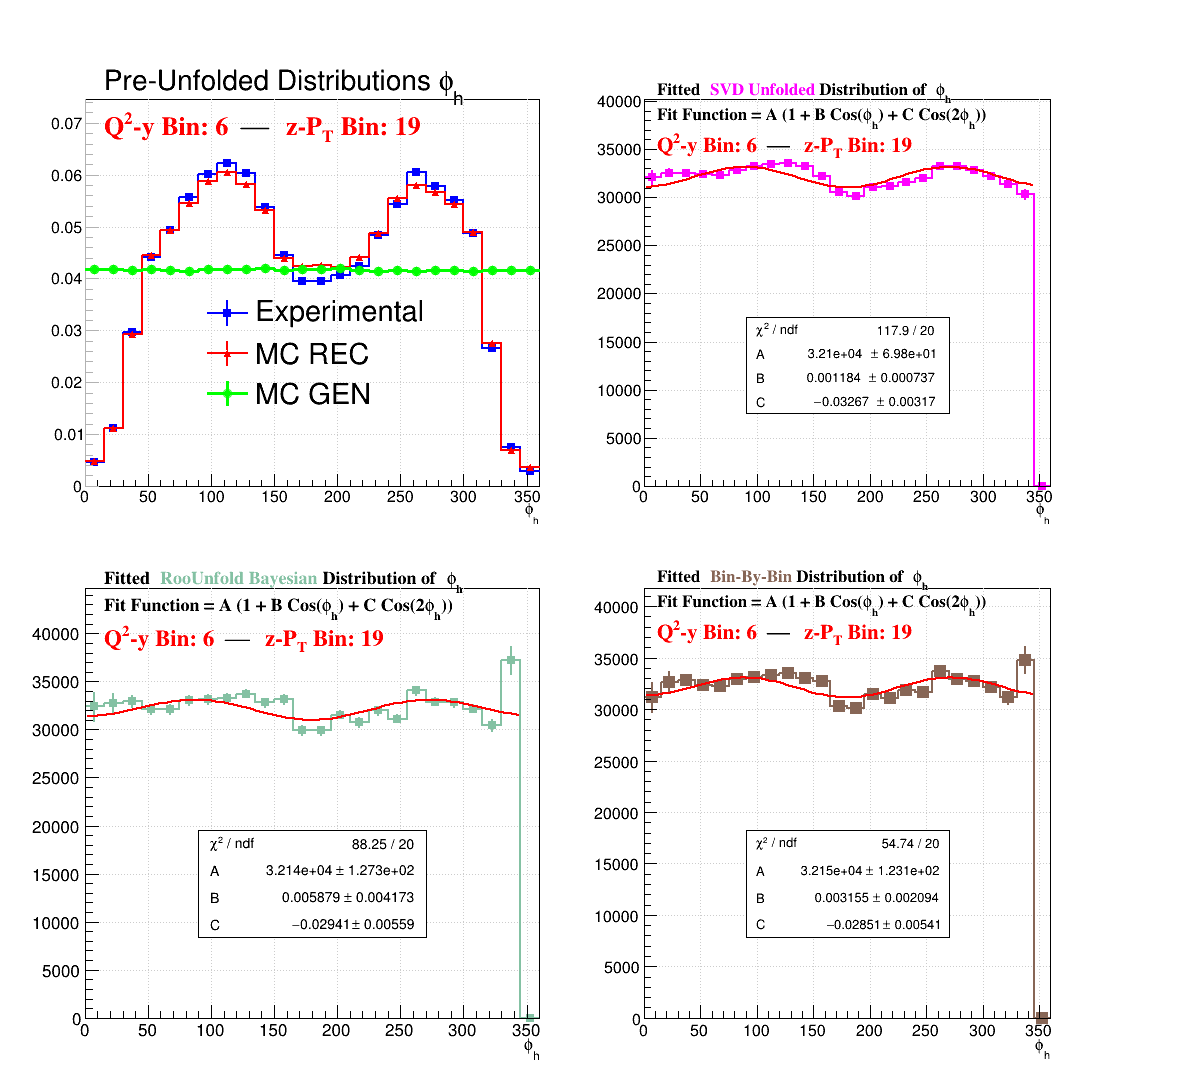 Pre-Unfolded Distributions ϕh
Q²-y Bin: 6 — z-PT Bin: 19
0.07
0.06
0.05
0.04
0.03
0.02
0.01
0
Experimental
MC REC
MC GEN
0 50 100 150 200 250 300 350
ϕh
Fitted SVD Unfolded Distribution of ϕh
Fit Function = A (1 + B Cos(ϕh) + C Cos(2ϕh))
Q²-y Bin: 6 — z-PT Bin: 19
40000
35000
30000
25000
20000
15000
10000
5000
0
χ² / ndf 117.9 / 20
A 3.21e+04 ± 6.98e+01
B 0.001184 ± 0.000737
C −0.03267 ± 0.00317
0 50 100 150 200 250 300 350
ϕh
Fitted RooUnfold Bayesian Distribution of ϕh
Fit Function = A (1 + B Cos(ϕh) + C Cos(2ϕh))
Q²-y Bin: 6 — z-PT Bin: 19
40000
35000
30000
25000
20000
15000
10000
5000
0
χ² / ndf 88.25 / 20
A 3.214e+04 ± 1.273e+02
B 0.005879 ± 0.004173
C −0.02941 ± 0.00559
0 50 100 150 200 250 300 350
ϕh
Fitted Bin-By-Bin Distribution of ϕh
Fit Function = A (1 + B Cos(ϕh) + C Cos(2ϕh))
Q²-y Bin: 6 — z-PT Bin: 19
40000
35000
30000
25000
20000
15000
10000
5000
0
χ² / ndf 54.74 / 20
A 3.215e+04 ± 1.231e+02
B 0.003155 ± 0.002094
C −0.02851 ± 0.00541
0 50 100 150 200 250 300 350
ϕh